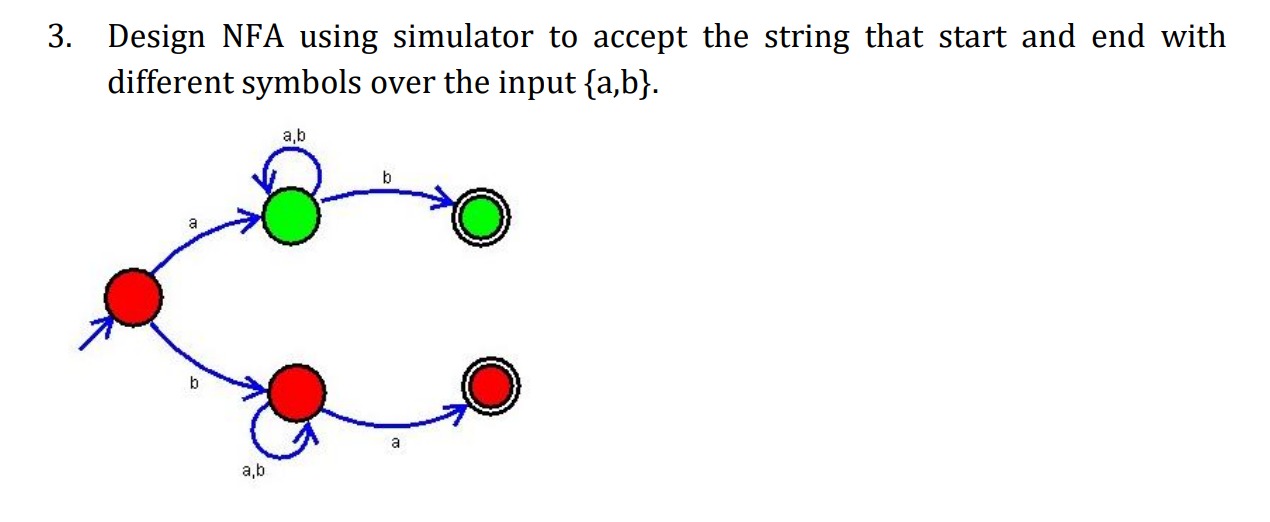 3. Design NFA using simulator to accept the string that start and end with
different symbols over the input {a,b}.
a,b
b
a
b
a
a,b